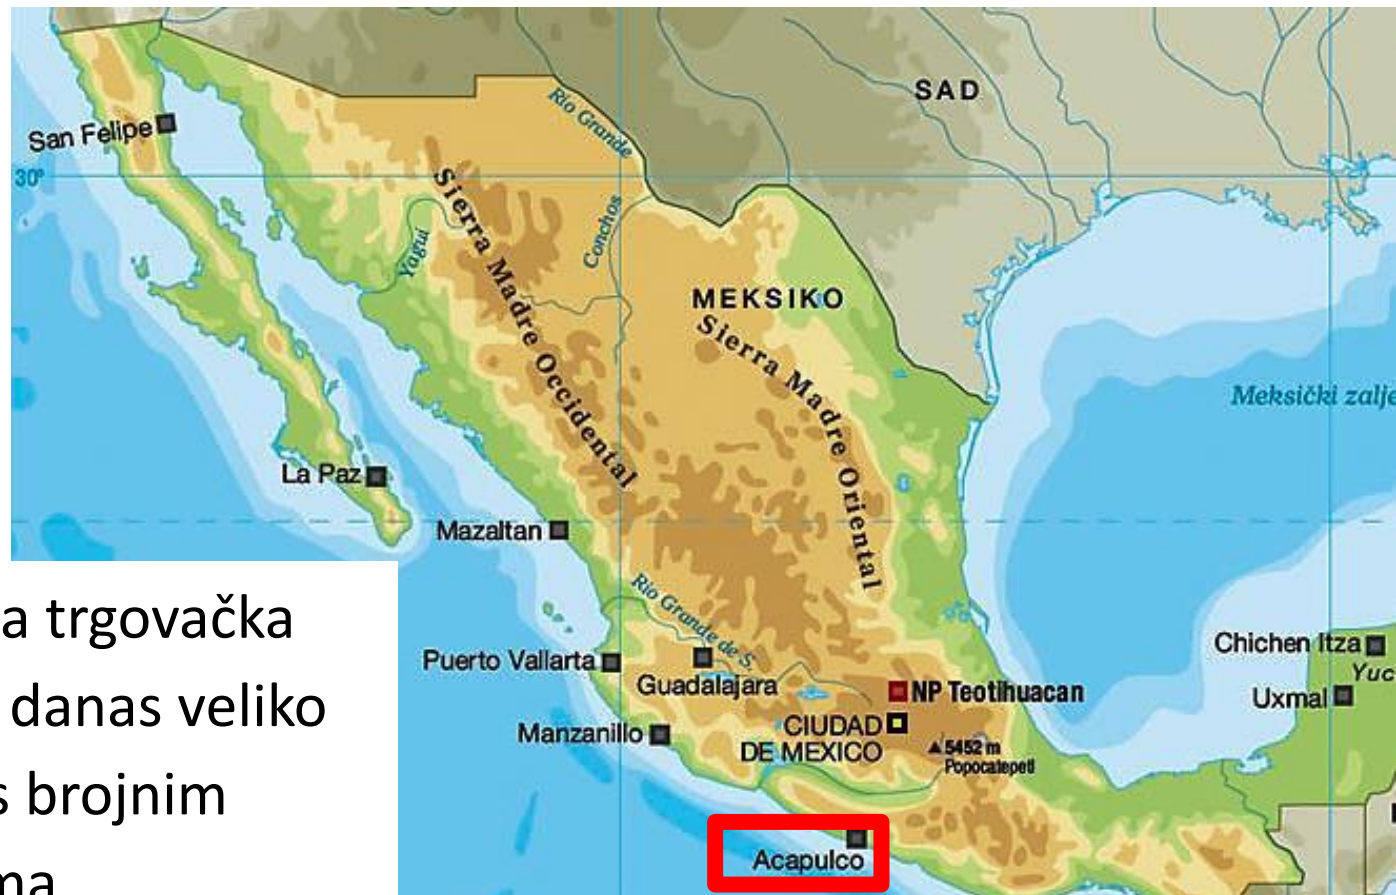 SAD
San Felipe
Rio Grande
30°
Sierra Madre Occidental
Yagui
Conchos
MEKSIKO
Sierra Madre Oriental
Meksički
La Paz
Mazaltan
a trgovačka
danas veliko
s brojnim
Rio Grande de S.
Puerto Vallarta
Guadalajara
Manzanillo
NP Teotihuacan
CIUDAD
DE MEXICO
5452 m
Popocatepetl
Chichen Itza
Uxmal
Acapulco